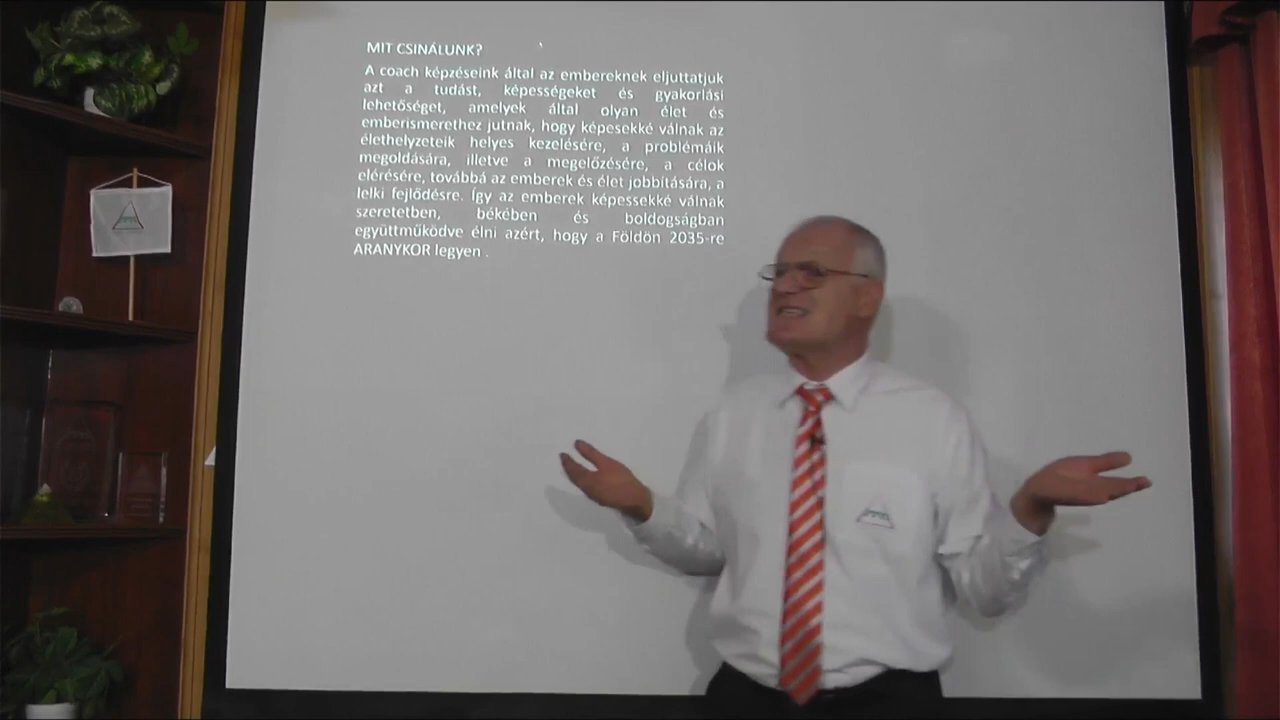 MIT CSINÁLUNK?
A coach képzéseink által az embereknek eljuttatjuk
azt a tudást, képességeket és gyakorlási
lehetőséget, amelyek által olyan élet és
emberismerethez jutnak, hogy képesekké válnak az
élethelyzeteik helyes kezelésére, a problémáik
megoldására, illetve a megelőzésére, a célok
elérésére, továbbá az emberek és élet jobbítására, a
lelki fejlődésre. Így az emberek képessekké válnak
szeretetben, békében és boldogságban
együttműködve élni azért, hogy a Földön 2035-re
ARANYKOR legyen .